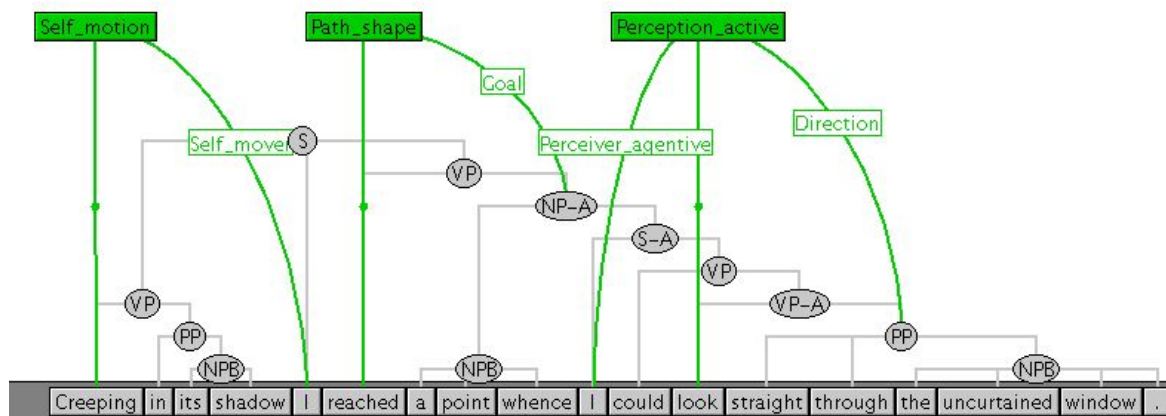 Self_motion Path_shape Perception_active
Goal
Direction
Self_mover S Perceiver_agentive
VP
NP-A
S-A
VP
VP VP-A
PP PP
NPB NPB NPB
Creeping in its shadow I reached a point whence I could look straight through the uncurtained window .